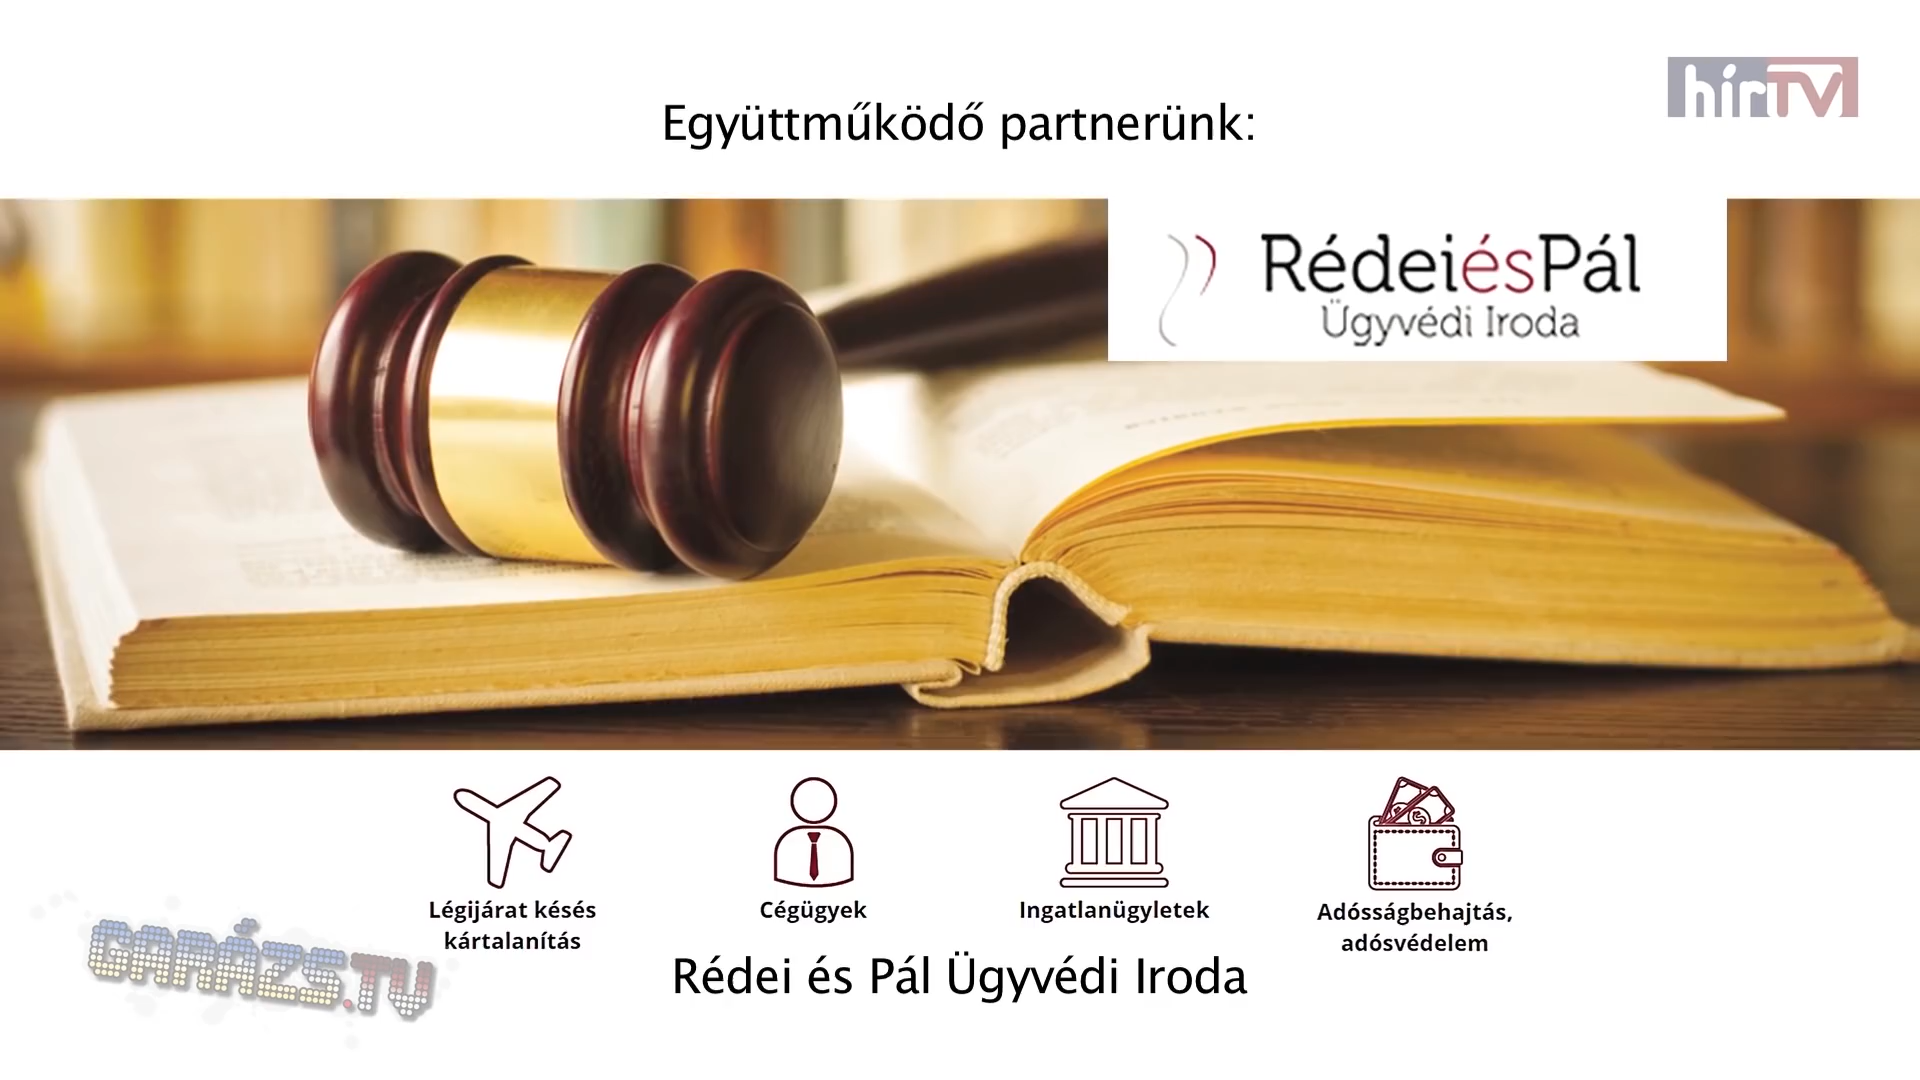 hírTV
Együttműködő partnerünk:
RédeiésPál
Ügyvédi Iroda
Légijárat késés
kártalanítás
Cégügyek
Ingatlanügyletek
Adósságbehajtás,
adósvédelem
GARÁZS.TV
Rédei és Pál Ügyvédi Iroda